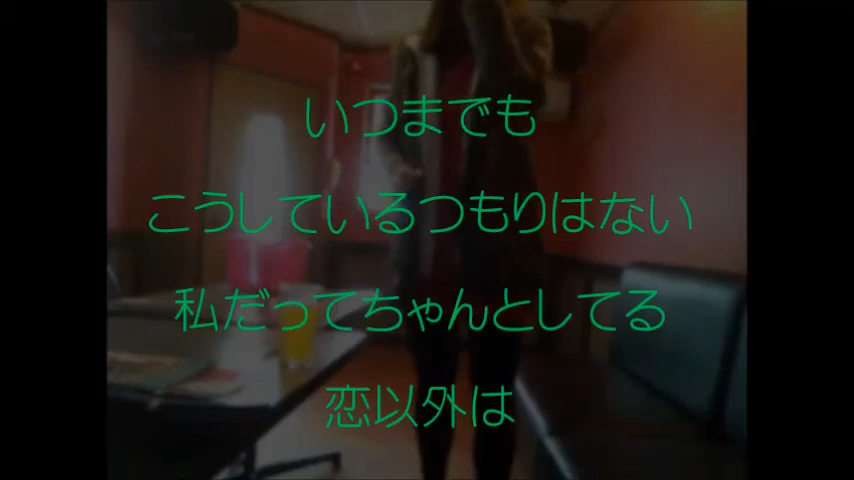 いつまでも
こうしているつもりはない
私だってちゃんとしてる
恋以外は